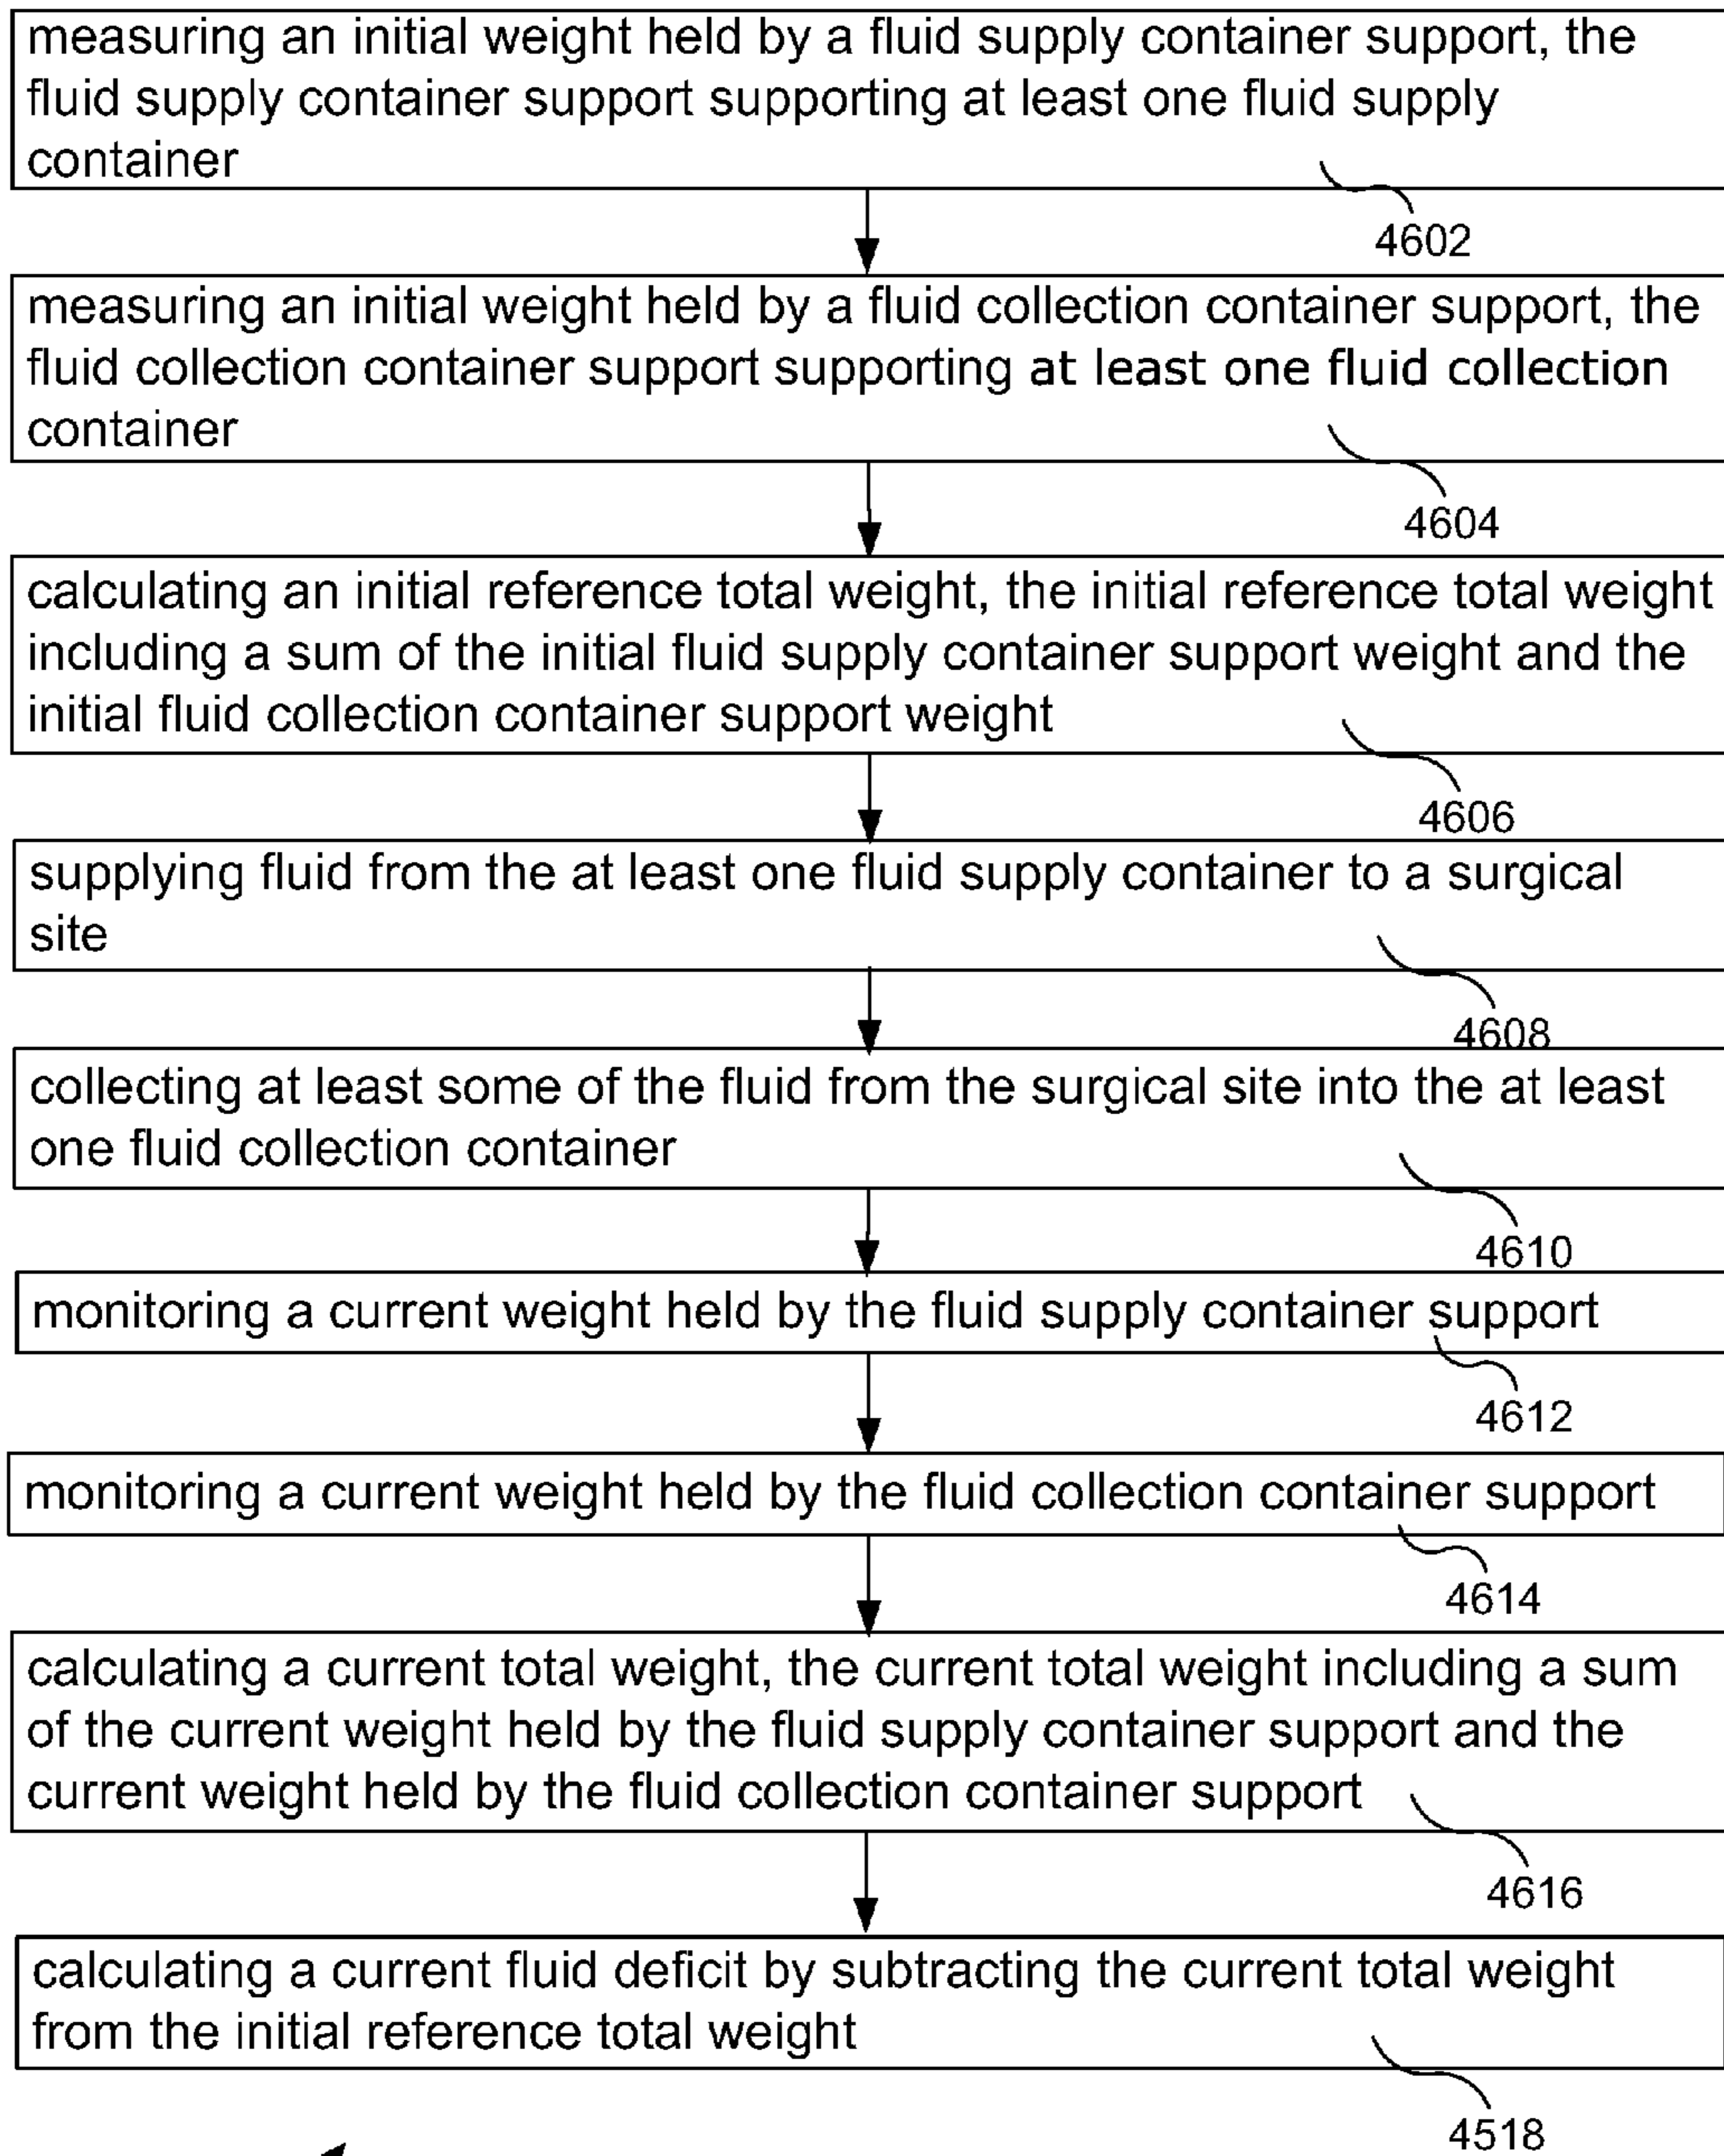 measuring an initial weight held by a fluid supply container support, the
fluid supply container support supporting at least one fluid supply
container
4602
measuring an initial weight held by a fluid collection container support, the
fluid collection container support supporting at least one fluid collection
container
4604
calculating an initial reference total weight, the initial reference total weight
including a sum of the initial fluid supply container support weight and the
initial fluid collection container support weight
4606
supplying fluid from the at least one fluid supply container to a surgical
site
4608
collecting at least some of the fluid from the surgical site into the at least
one fluid collection container
4610
monitoring a current weight held by the fluid supply container support
4612
monitoring a current weight held by the fluid collection container support
4614
calculating a current total weight, the current total weight including a sum
of the current weight held by the fluid supply container support and the
current weight held by the fluid collection container support
4616
calculating a current fluid deficit by subtracting the current total weight
from the initial reference total weight
4518